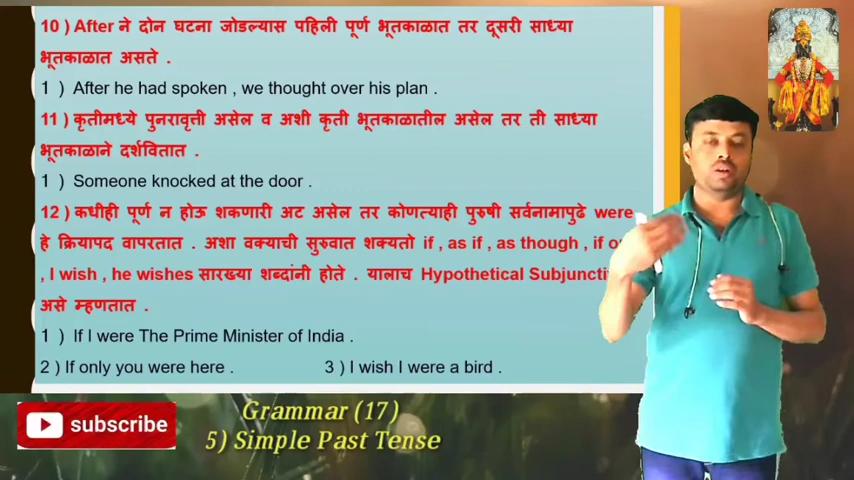 10 ) After ने दोन घटना जोडल्यास पहिली पूर्ण भूतकाळात तर दूसरी साध्या
भूतकाळात असते .
1 ) After he had spoken , we thought over his plan .
11 ) कृतीमध्ये पुनरावृत्ती असेल व अशी कृती भूतकाळातील असेल तर ती साध्या
भूतकाळाने दर्शवितात .
1 ) Someone knocked at the door .
12 ) कधीही पूर्ण न होऊ शकणारी अट असेल तर कोणत्याही पुरुषी सर्वनामापुढे were
हे क्रियापद वापरतात . अशा वक्याची सुरुवात शक्यतो if , as if , as though , if
, I wish , he wishes सारख्या शब्दांनी होते . यालाच Hypothetical
असे म्हणतात .
1 ) If I were The Prime Minister of India .
2 ) If only you were here . 3 ) I wish I were a bird .
subscribe
Grammar (17)
5) Simple Past Tense